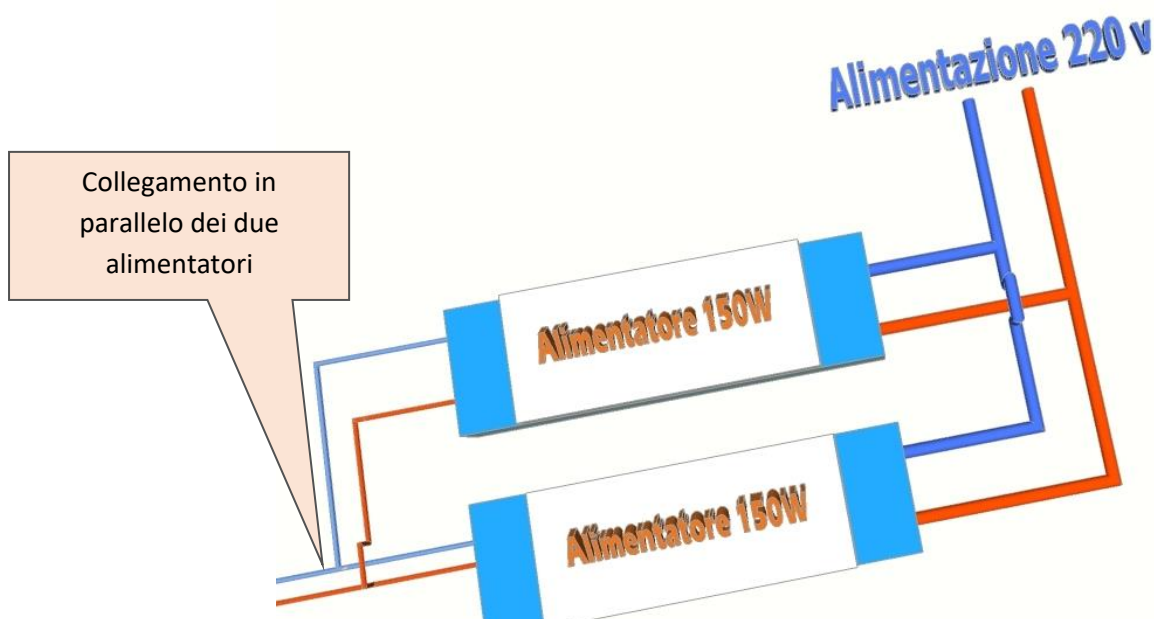 Alimentazione 220 v
Collegamento in
parallelo dei due
alimentatori
Alimentatore 150W
Alimentatore 150W